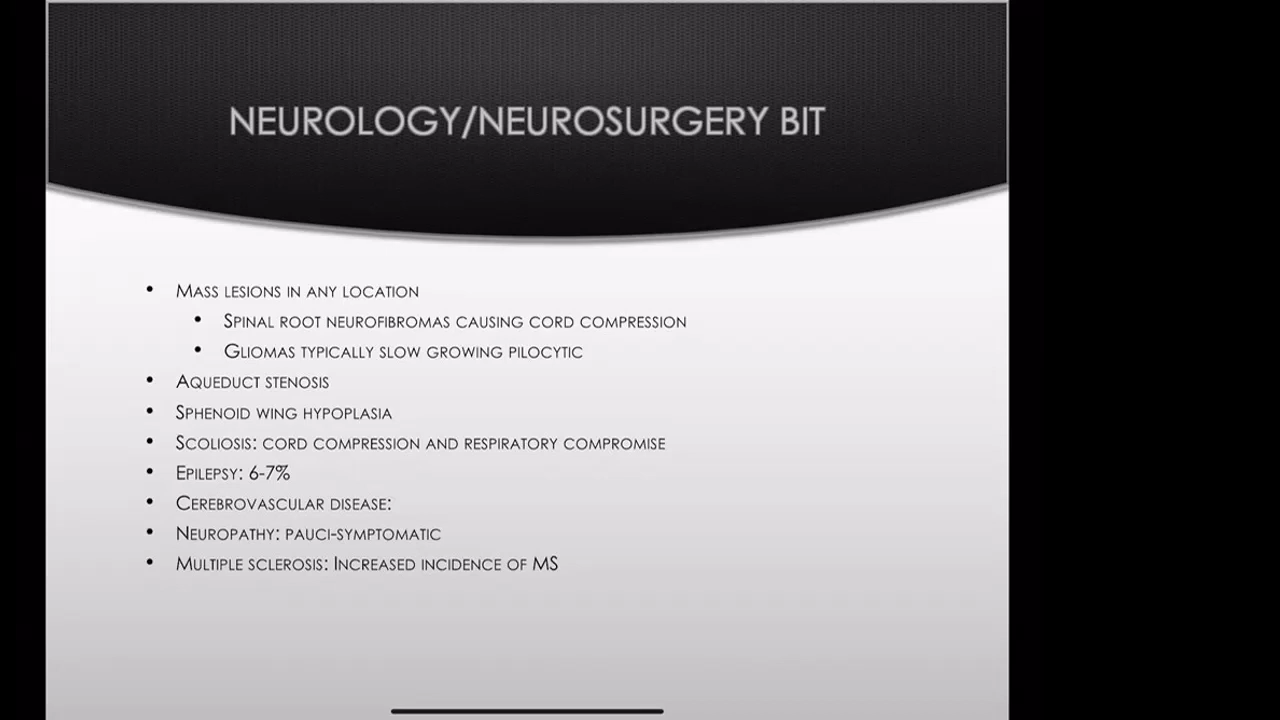 NEUROLOGY/NEUROSURGERY BIT
• Mass lesions in any location
• Spinal root neurofibromas causing cord compression
• Gliomas typically slow growing pilocytic
• Aqueduct stenosis
• Sphenoid wing hypoplasia
• Scoliosis: cord compression and respiratory compromise
• Epilepsy: 6-7%
• Cerebrovascular disease:
• Neuropathy: pauci-symptomatic
• Multiple sclerosis: Increased incidence of MS